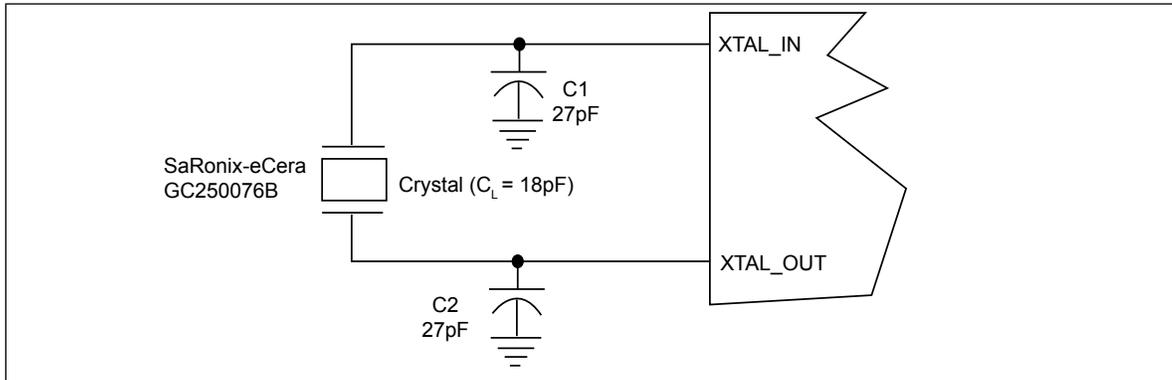 XTAL_IN
C1
27pF
SaRonix-eCera
GC250076B
Crystal (C_L = 18pF)
XTAL_OUT
C2
27pF